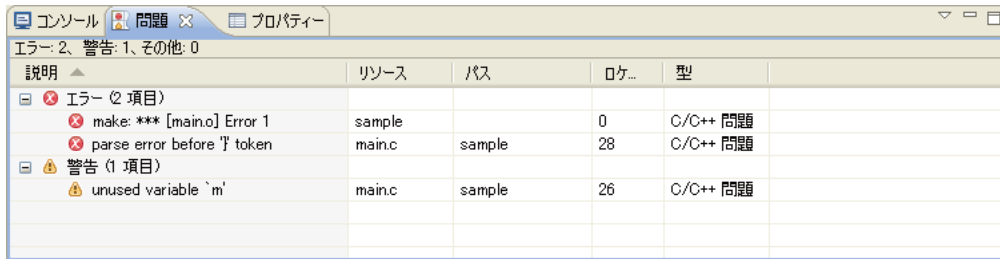 コンソール 問題 プロパティー
エラー: 2、警告: 1、その他: 0
説明 リソース パス ロケ... 型
エラー (2 項目)
make: *** [main.o] Error 1 sample 0 C/C++ 問題
parse error before '}' token main.c sample 28 C/C++ 問題
警告 (1 項目)
unused variable `m' main.c sample 26 C/C++ 問題